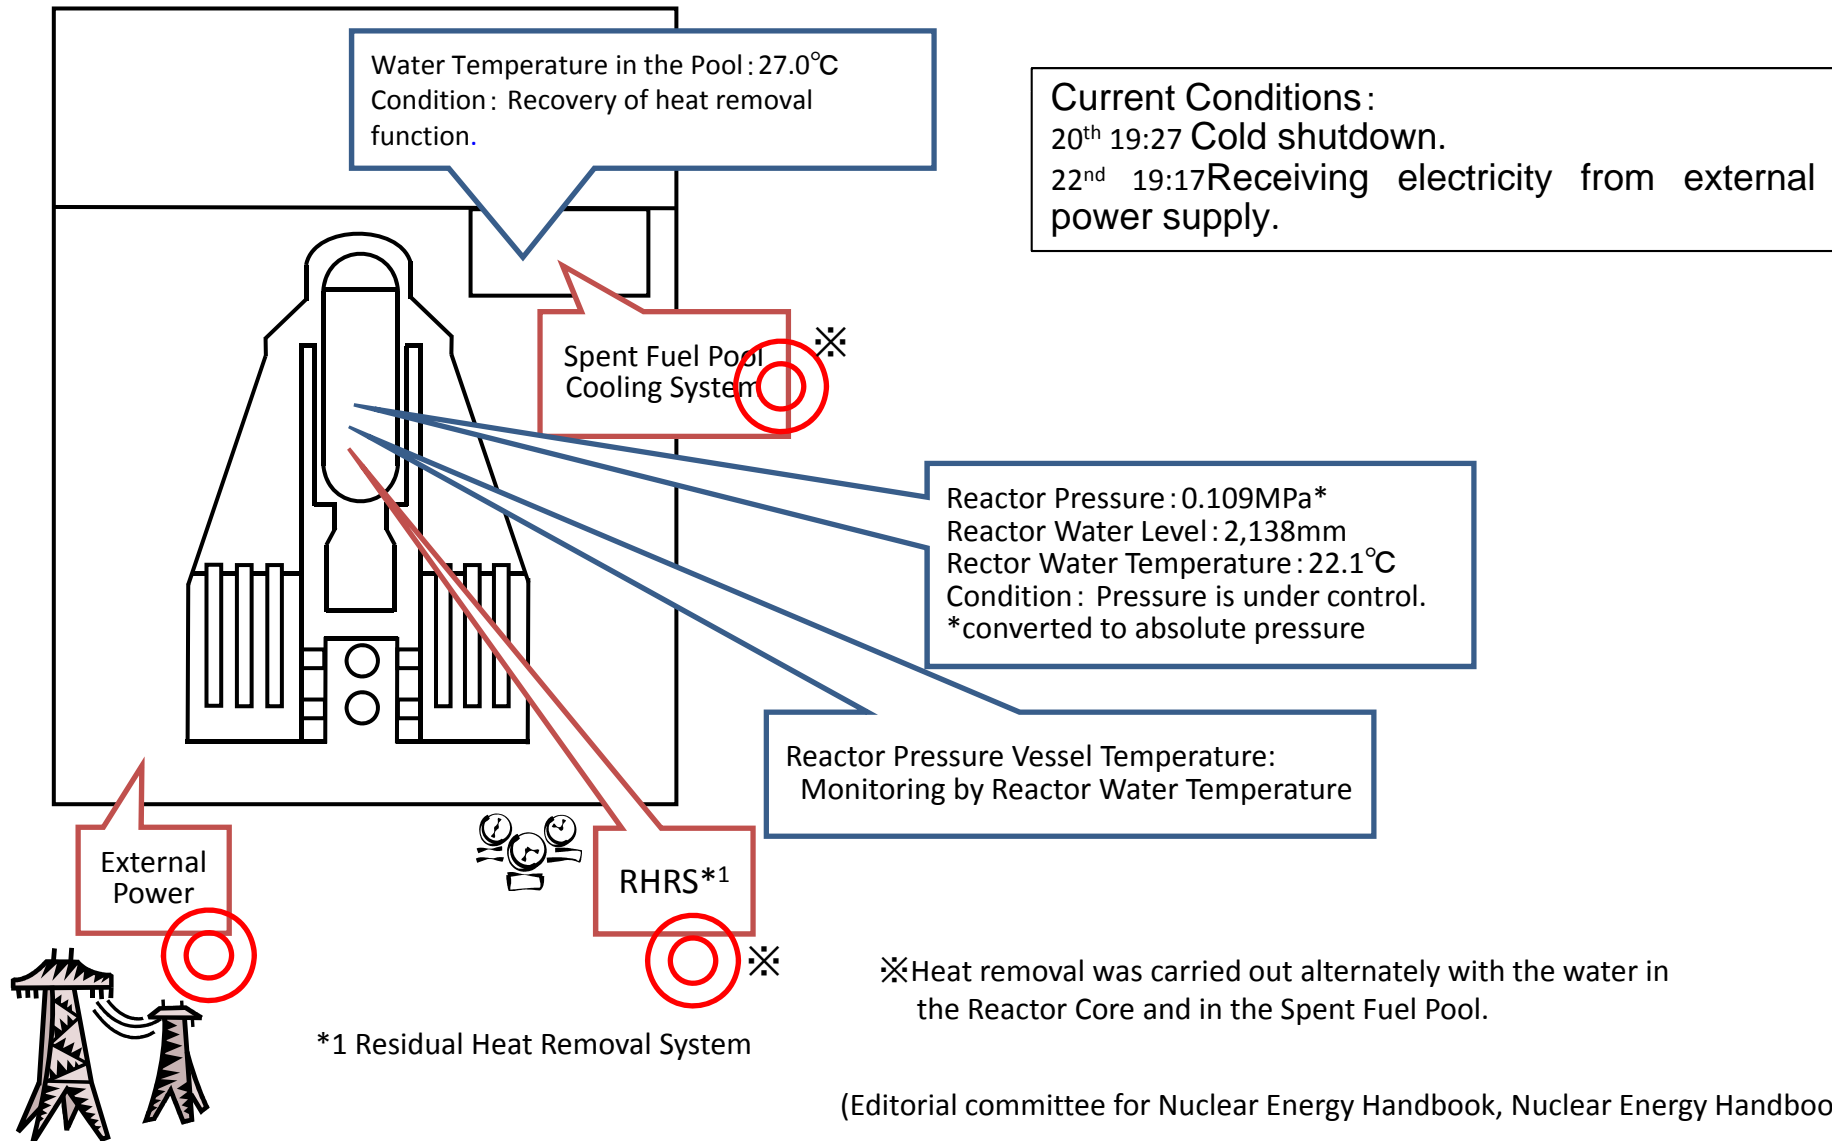 Water Temperature in the Pool：27.0℃
Condition： Recovery of heat removal
function.
Current Conditions：
20th 19:27 Cold shutdown.
22nd 19:17Receiving electricity from external
power supply.
Spent Fuel Pool
Cooling System
※
Reactor Pressure：0.109MPa*
Reactor Water Level：2,138mm
Rector Water Temperature：22.1℃
Condition： Pressure is under control.
*converted to absolute pressure
Reactor Pressure Vessel Temperature:
Monitoring by Reactor Water Temperature
External
Power
RHRS*1
※
※Heat removal was carried out alternately with the water in
the Reactor Core and in the Spent Fuel Pool.
*1 Residual Heat Removal System
(Editorial committee for Nuclear Energy Handbook, Nuclear Energy Handboo